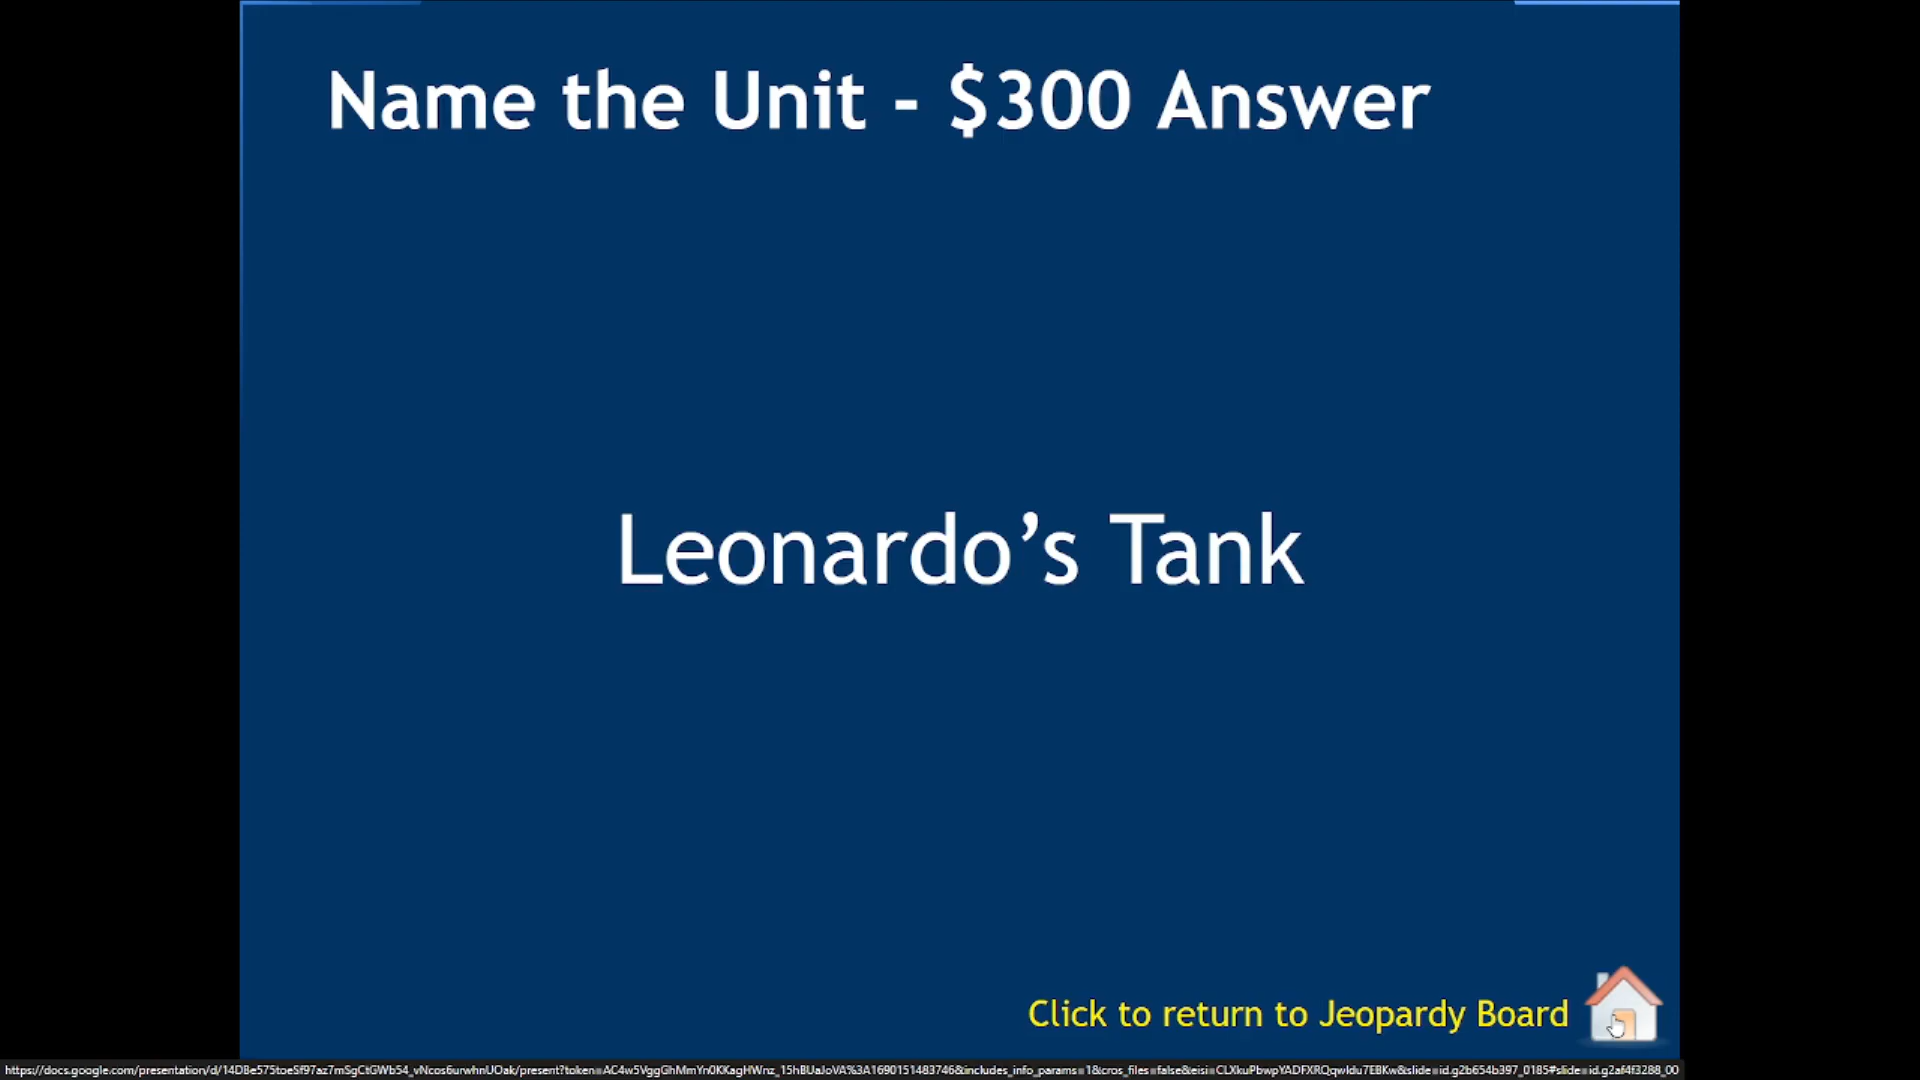 Name the Unit - $300 Answer
Leonardo’s Tank
Click to return to Jeopardy Board